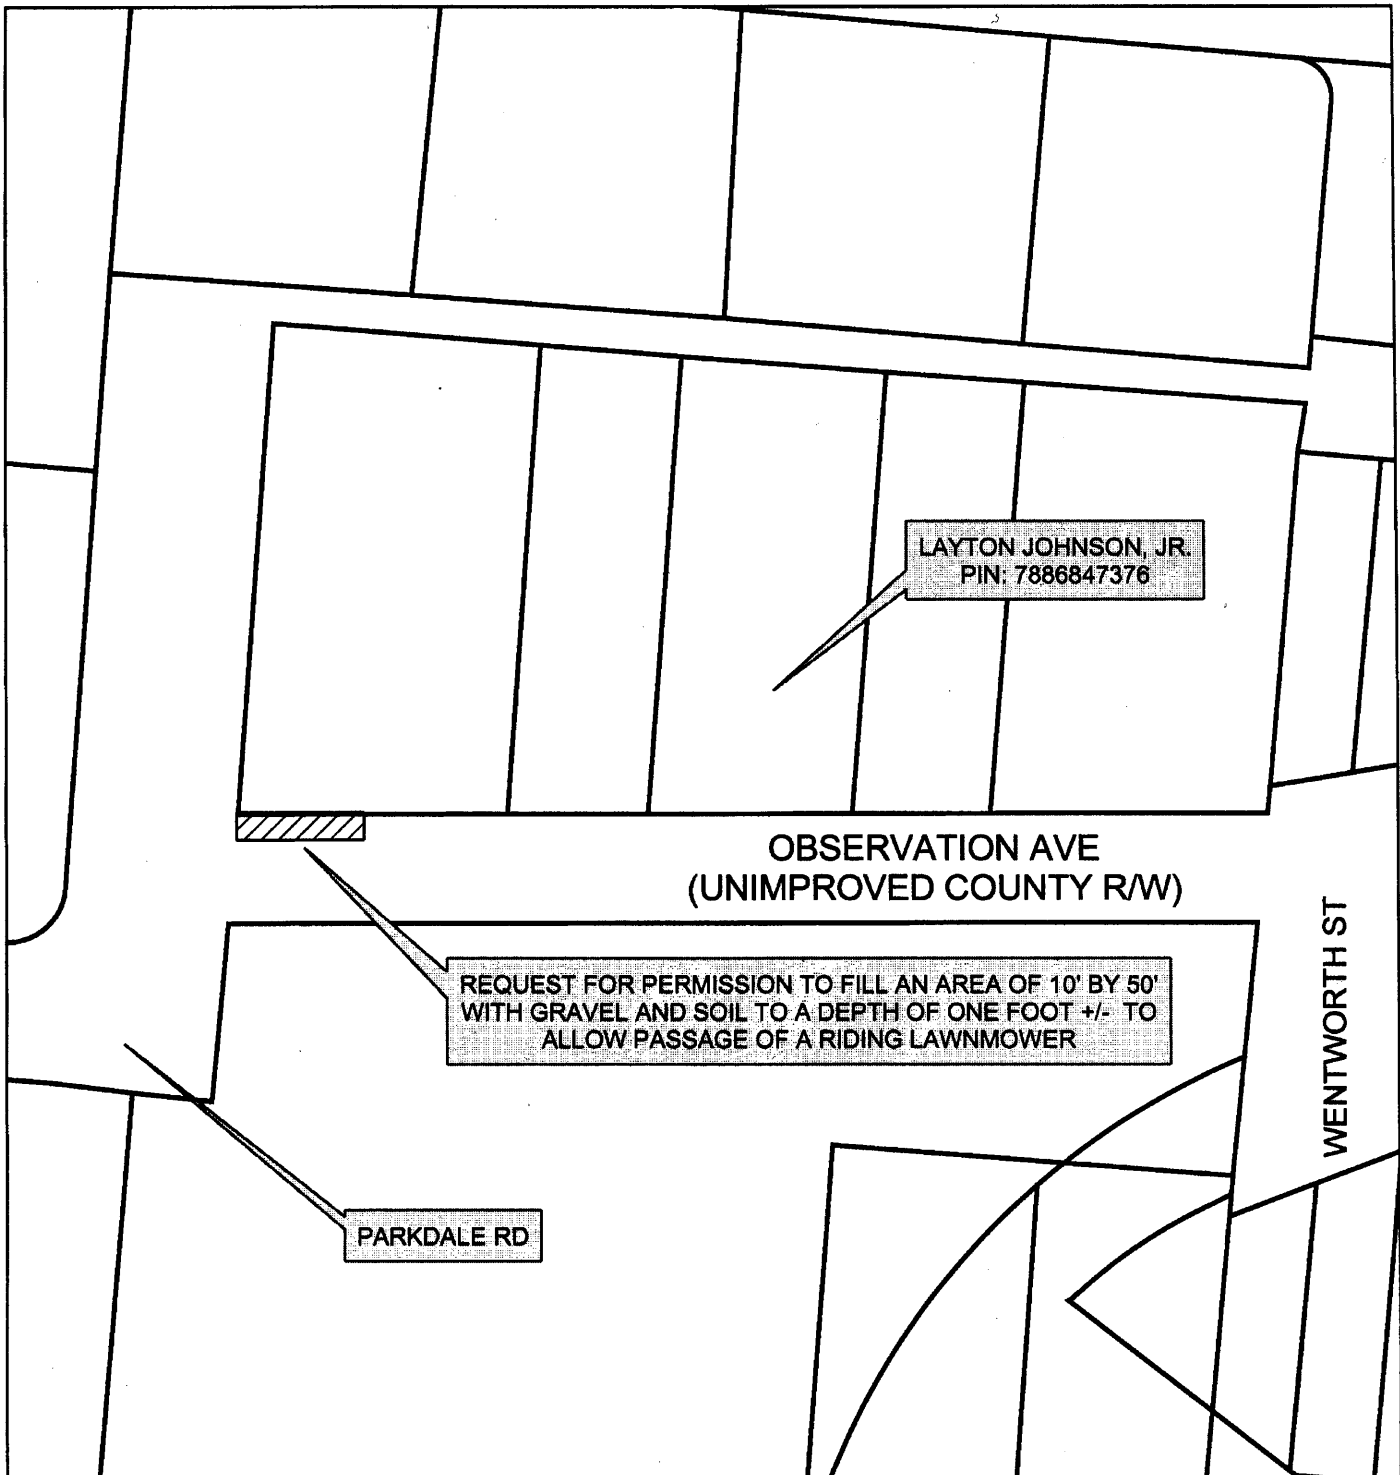 LAYTON JOHNSON, JR.
PIN: 7886847376
OBSERVATION AVE
(UNIMPROVED COUNTY R/W)
WENTWORTH ST
REQUEST FOR PERMISSION TO FILL AN AREA OF 10' BY 50'
WITH GRAVEL AND SOIL TO A DEPTH OF ONE FOOT +/- TO
ALLOW PASSAGE OF A RIDING LAWNMOWER
PARKDALE RD